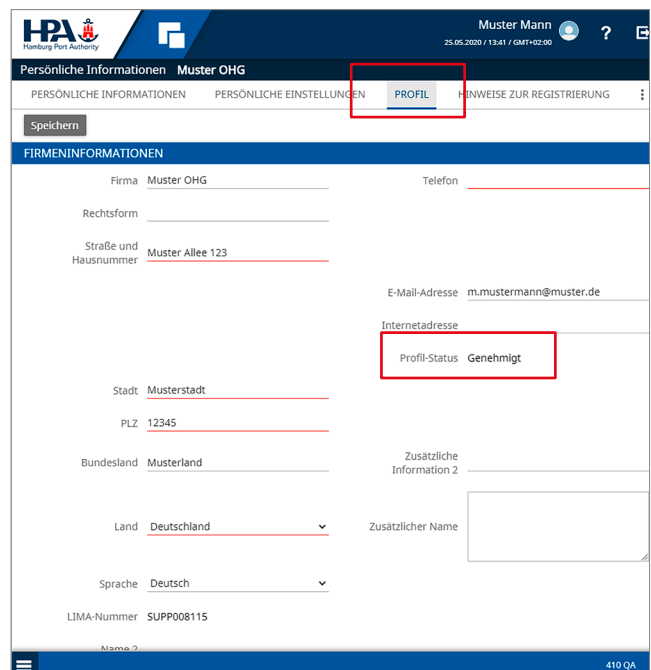 HPA
Hamburg Port Authority
Muster Mann
25.05.2020 / 13:41 / GMT+02:00
?
Persönliche Informationen Muster OHG
PERSÖNLICHE INFORMATIONEN PERSÖNLICHE EINSTELLUNGEN PROFIL HINWEISE ZUR REGISTRIERUNG
Speichern
FIRMENINFORMATIONEN
Firma Muster OHG Telefon
Rechtsform
Straße und
Hausnummer Muster Allee 123
E-Mail-Adresse m.mustermann@muster.de
Internetadresse
Profil-Status Genehmigt
Stadt Musterstadt
PLZ 12345
Bundesland Musterland Zusätzliche
Information 2
Land Deutschland Zusätzlicher Name
Sprache Deutsch
LIMA-Nummer SUPP008115
Name 2
410 QA